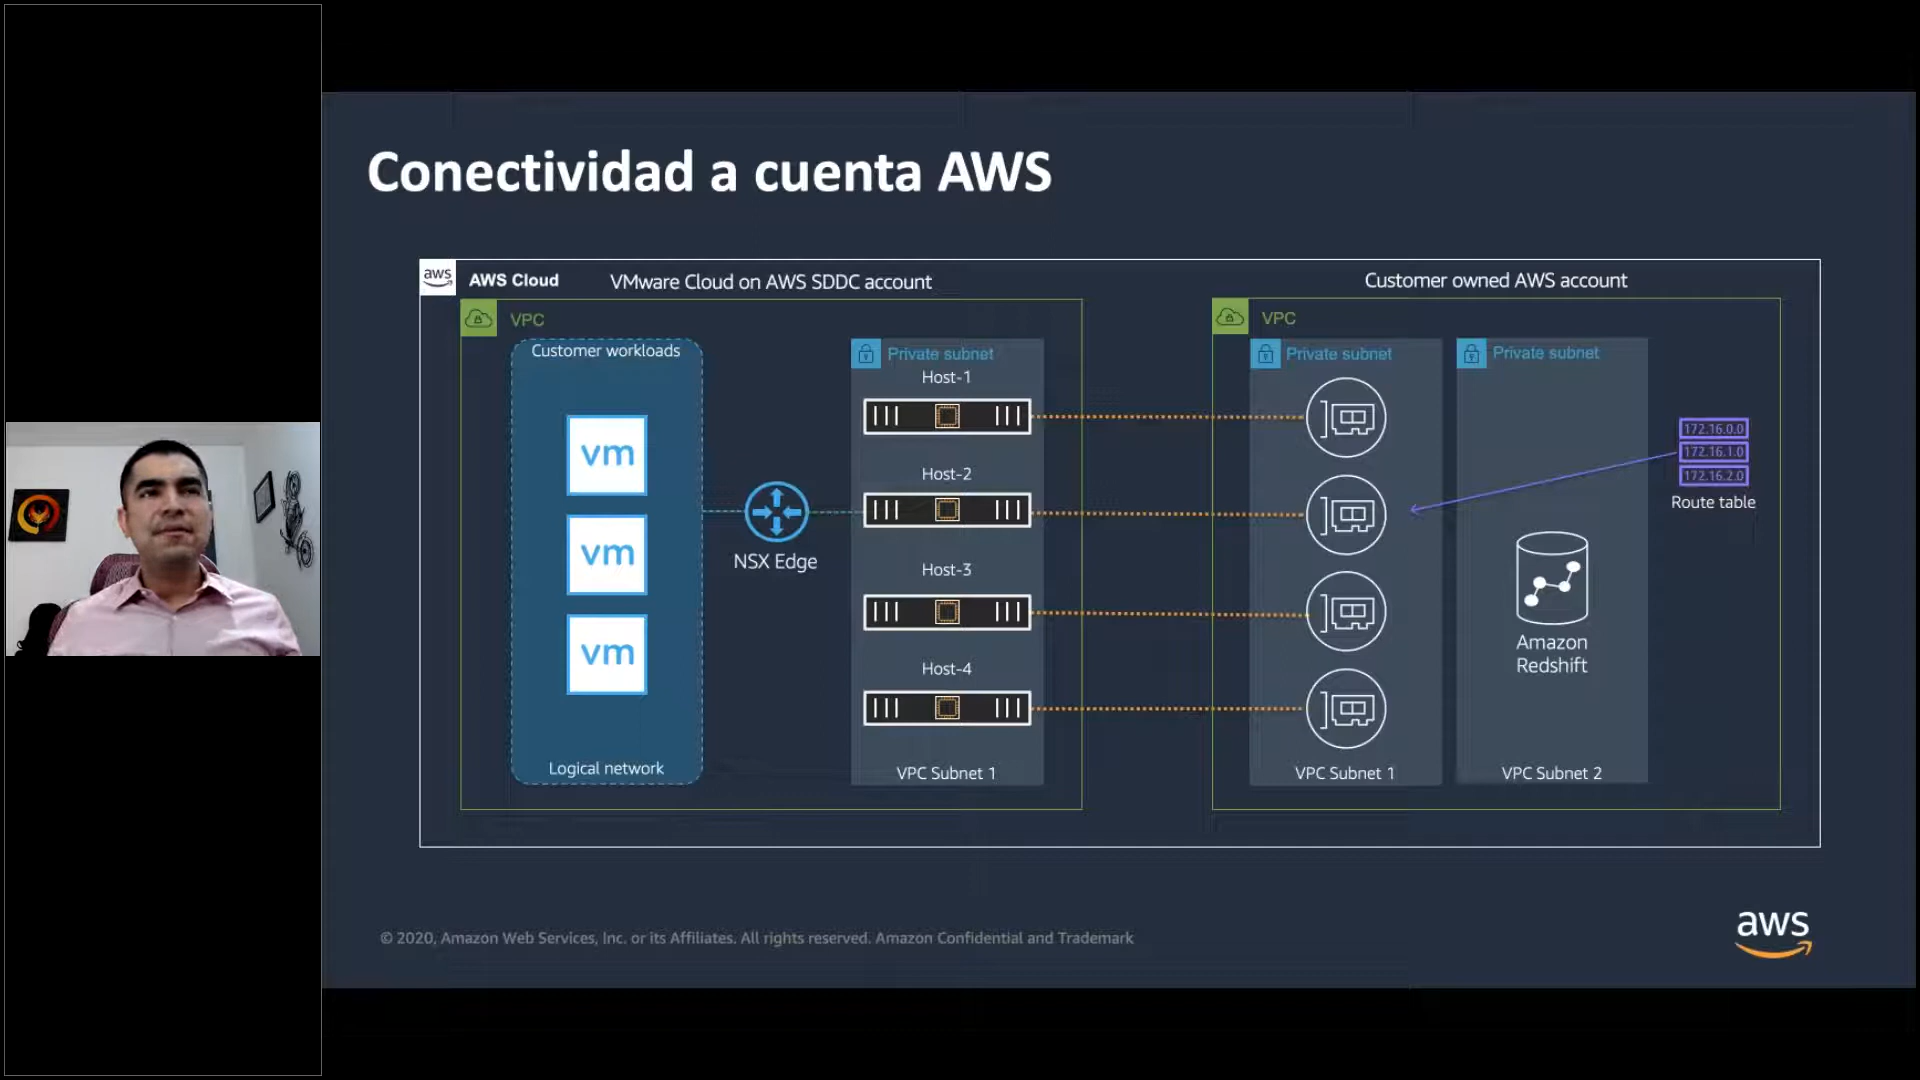 Conectividad a cuenta AWS
aws
AWS Cloud
VMware Cloud on AWS SDDC account
Customer owned AWS account
VPC
Customer workloads
vm
vm
vm
Logical network
NSX Edge
Private subnet
Host-1
Host-2
Host-3
Host-4
VPC Subnet 1
VPC
Private subnet
VPC Subnet 1
Private subnet
Amazon
Redshift
VPC Subnet 2
172.16.0.0
172.16.1.0
172.16.2.0
Route table
© 2020, Amazon Web Services, Inc. or its Affiliates. All rights reserved. Amazon Confidential and Trademark
aws